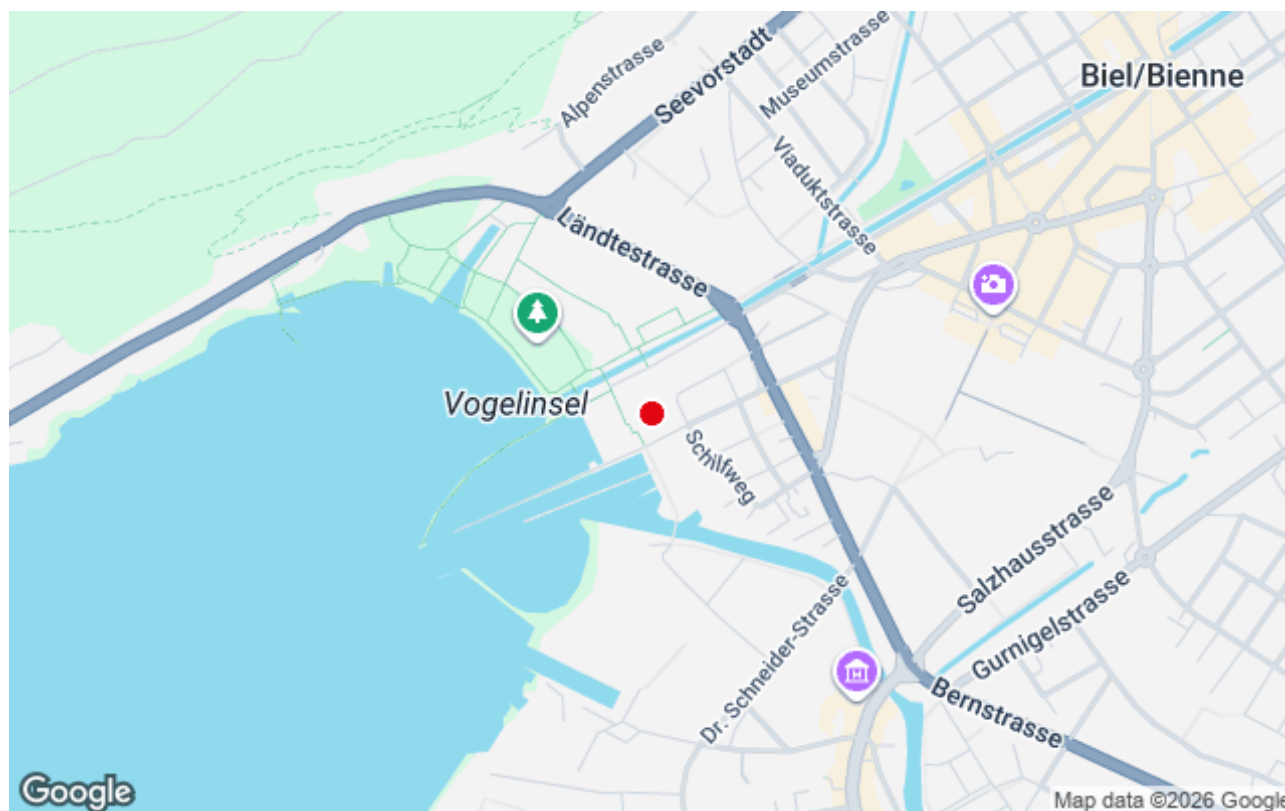 Alpenstrasse
Seevorstadt
Museumstrasse
Biel/Bienne
Viaduktstrasse
Ländtestrasse
Vogelinsel
Schilfweg
Salzhausstrasse
Gurnigelstrasse
Dr. Schneider-Strasse
Bernstrasse
Google
Map data ©2026 Google